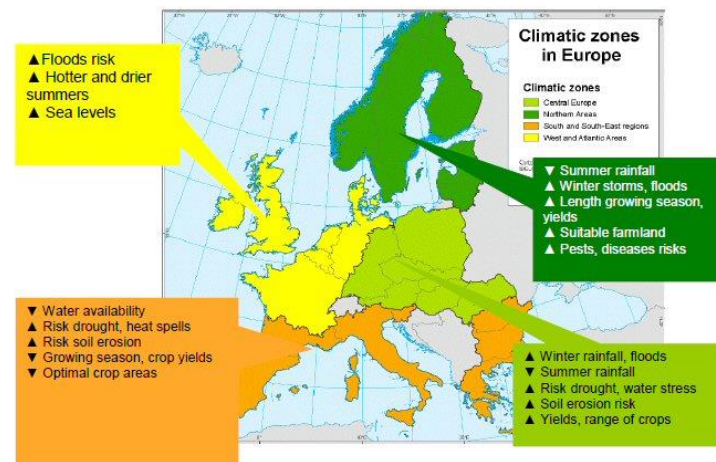 Climatic zones
in Europe
Climatic zones
Central Europe
Northern Areas
South and South-East regions
West and Atlantic Areas
▲Floods risk
▲ Hotter and drier
summers
▲ Sea levels
▼ Summer rainfall
▲ Winter storms, floods
▲ Length growing season,
yields
▲ Suitable farmland
▲ Pests, diseases risks
▼ Water availability
▲ Risk drought, heat spells
▲ Risk soil erosion
▼ Growing season, crop yields
▼ Optimal crop areas
▲ Winter rainfall, floods
▼ Summer rainfall
▲ Risk drought, water stress
▲ Soil erosion risk
▲ Yields, range of crops